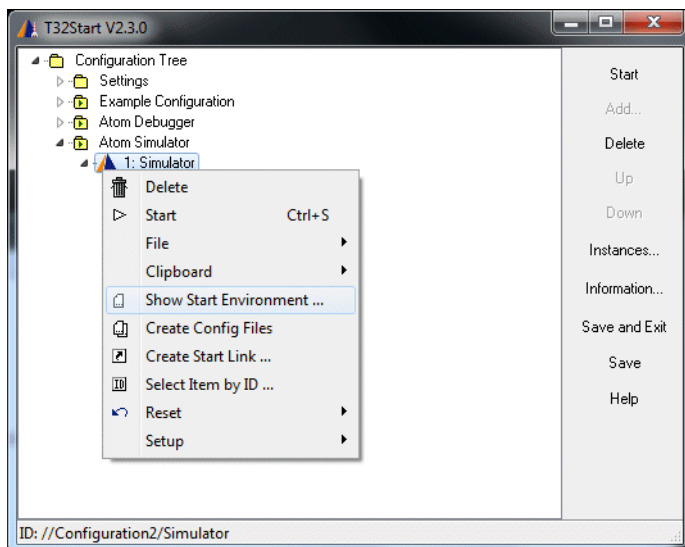 T32Start V2.3.0
Configuration Tree
Settings
Example Configuration
Atom Debugger
Atom Simulator
1: Simulator
Delete
Start Ctrl+S
File
Clipboard
Show Start Environment ...
Create Config Files
Create Start Link ...
Select Item by ID ...
Reset
Setup
Start
Add...
Delete
Up
Down
Instances...
Information...
Save and Exit
Save
Help
ID: //Configuration2/Simulator